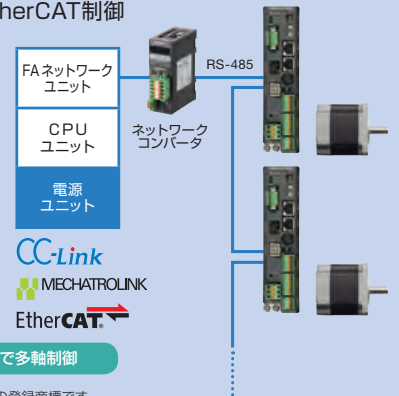 herCAT制御
FAネットワーク
ユニット
RS-485
CPU
ユニット
ネットワーク
コンバータ
電源
ユニット
CC-Link
MECHATROLINK
EtherCAT®
で多軸制御
の登録商標です